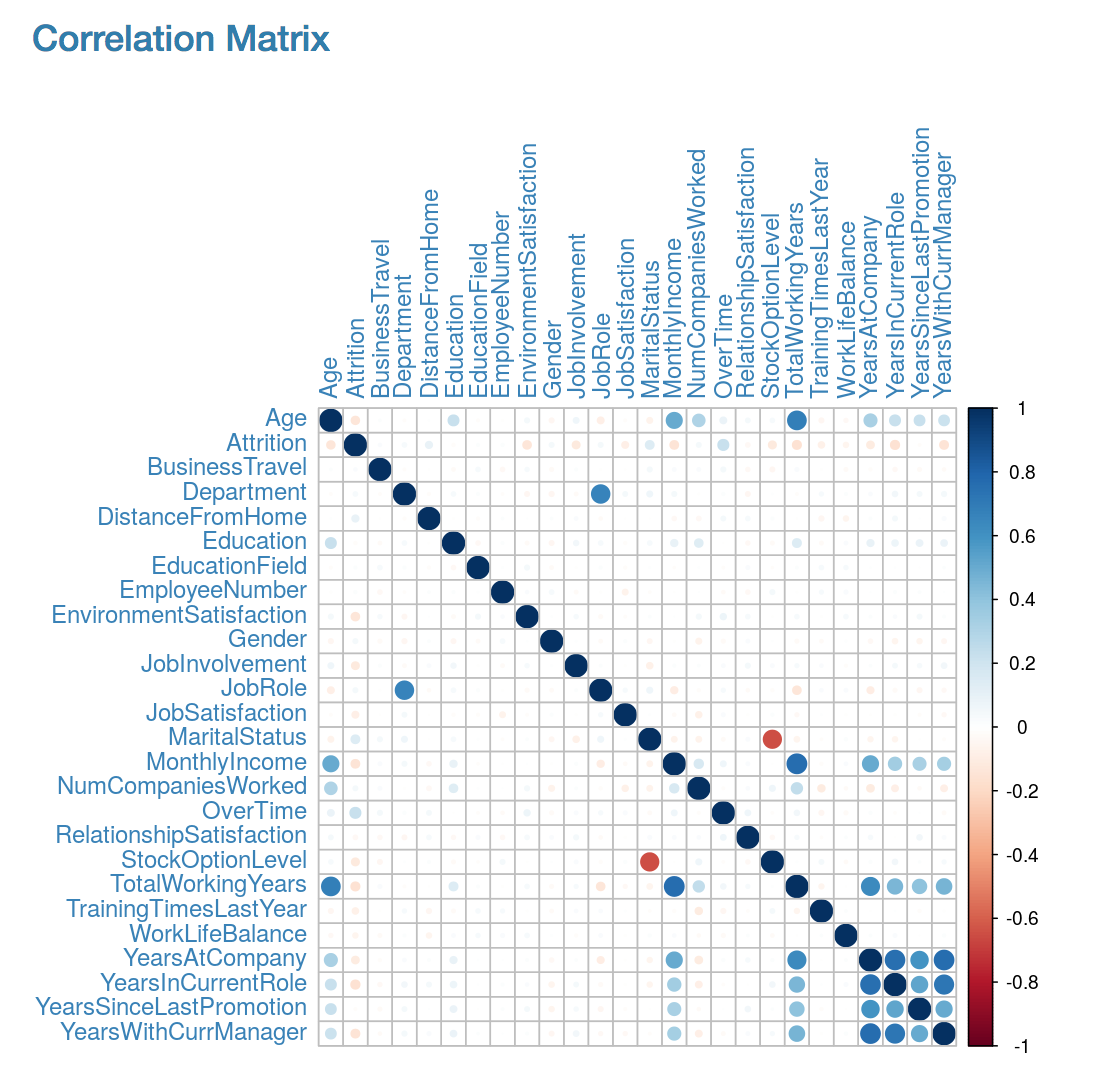 Correlation Matrix
Age
Attrition
BusinessTravel
Department
DistanceFromHome
Education
EducationField
EmployeeNumber
EnvironmentSatisfaction
Gender
JobInvolvement
JobRole
JobSatisfaction
MaritalStatus
MonthlyIncome
NumCompaniesWorked
OverTime
RelationshipSatisfaction
StockOptionLevel
TotalWorkingYears
TrainingTimesLastYear
WorkLifeBalance
YearsAtCompany
YearsInCurrentRole
YearsSinceLastPromotion
YearsWithCurrManager
Age
Attrition
BusinessTravel
Department
DistanceFromHome
Education
EducationField
EmployeeNumber
EnvironmentSatisfaction
Gender
JobInvolvement
JobRole
JobSatisfaction
MaritalStatus
MonthlyIncome
NumCompaniesWorked
OverTime
RelationshipSatisfaction
StockOptionLevel
TotalWorkingYears
TrainingTimesLastYear
WorkLifeBalance
YearsAtCompany
YearsInCurrentRole
YearsSinceLastPromotion
YearsWithCurrManager
1
0.8
0.6
0.4
0.2
0
-0.2
-0.4
-0.6
-0.8
-1